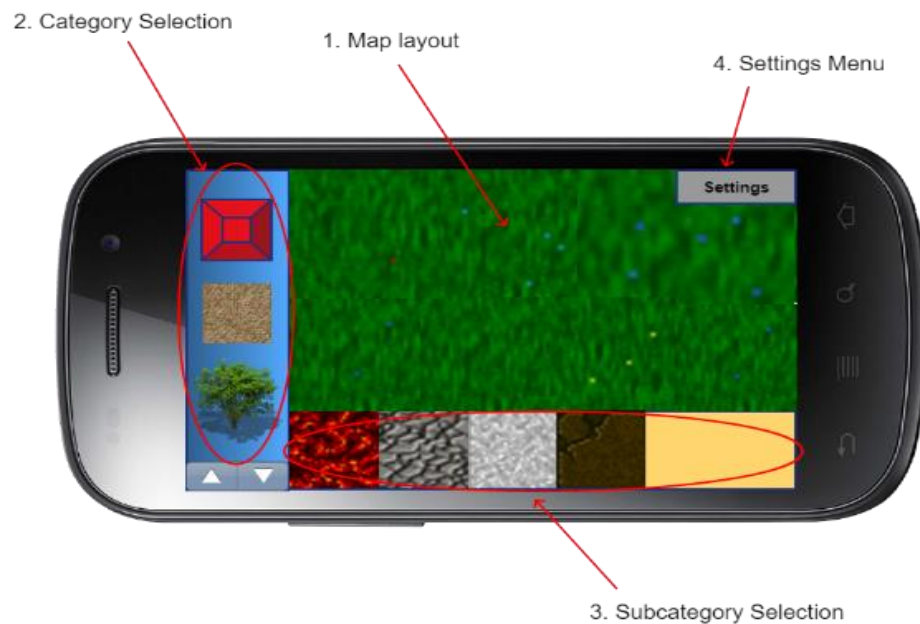 2. Category Selection
1. Map layout
4. Settings Menu
Settings
3. Subcategory Selection